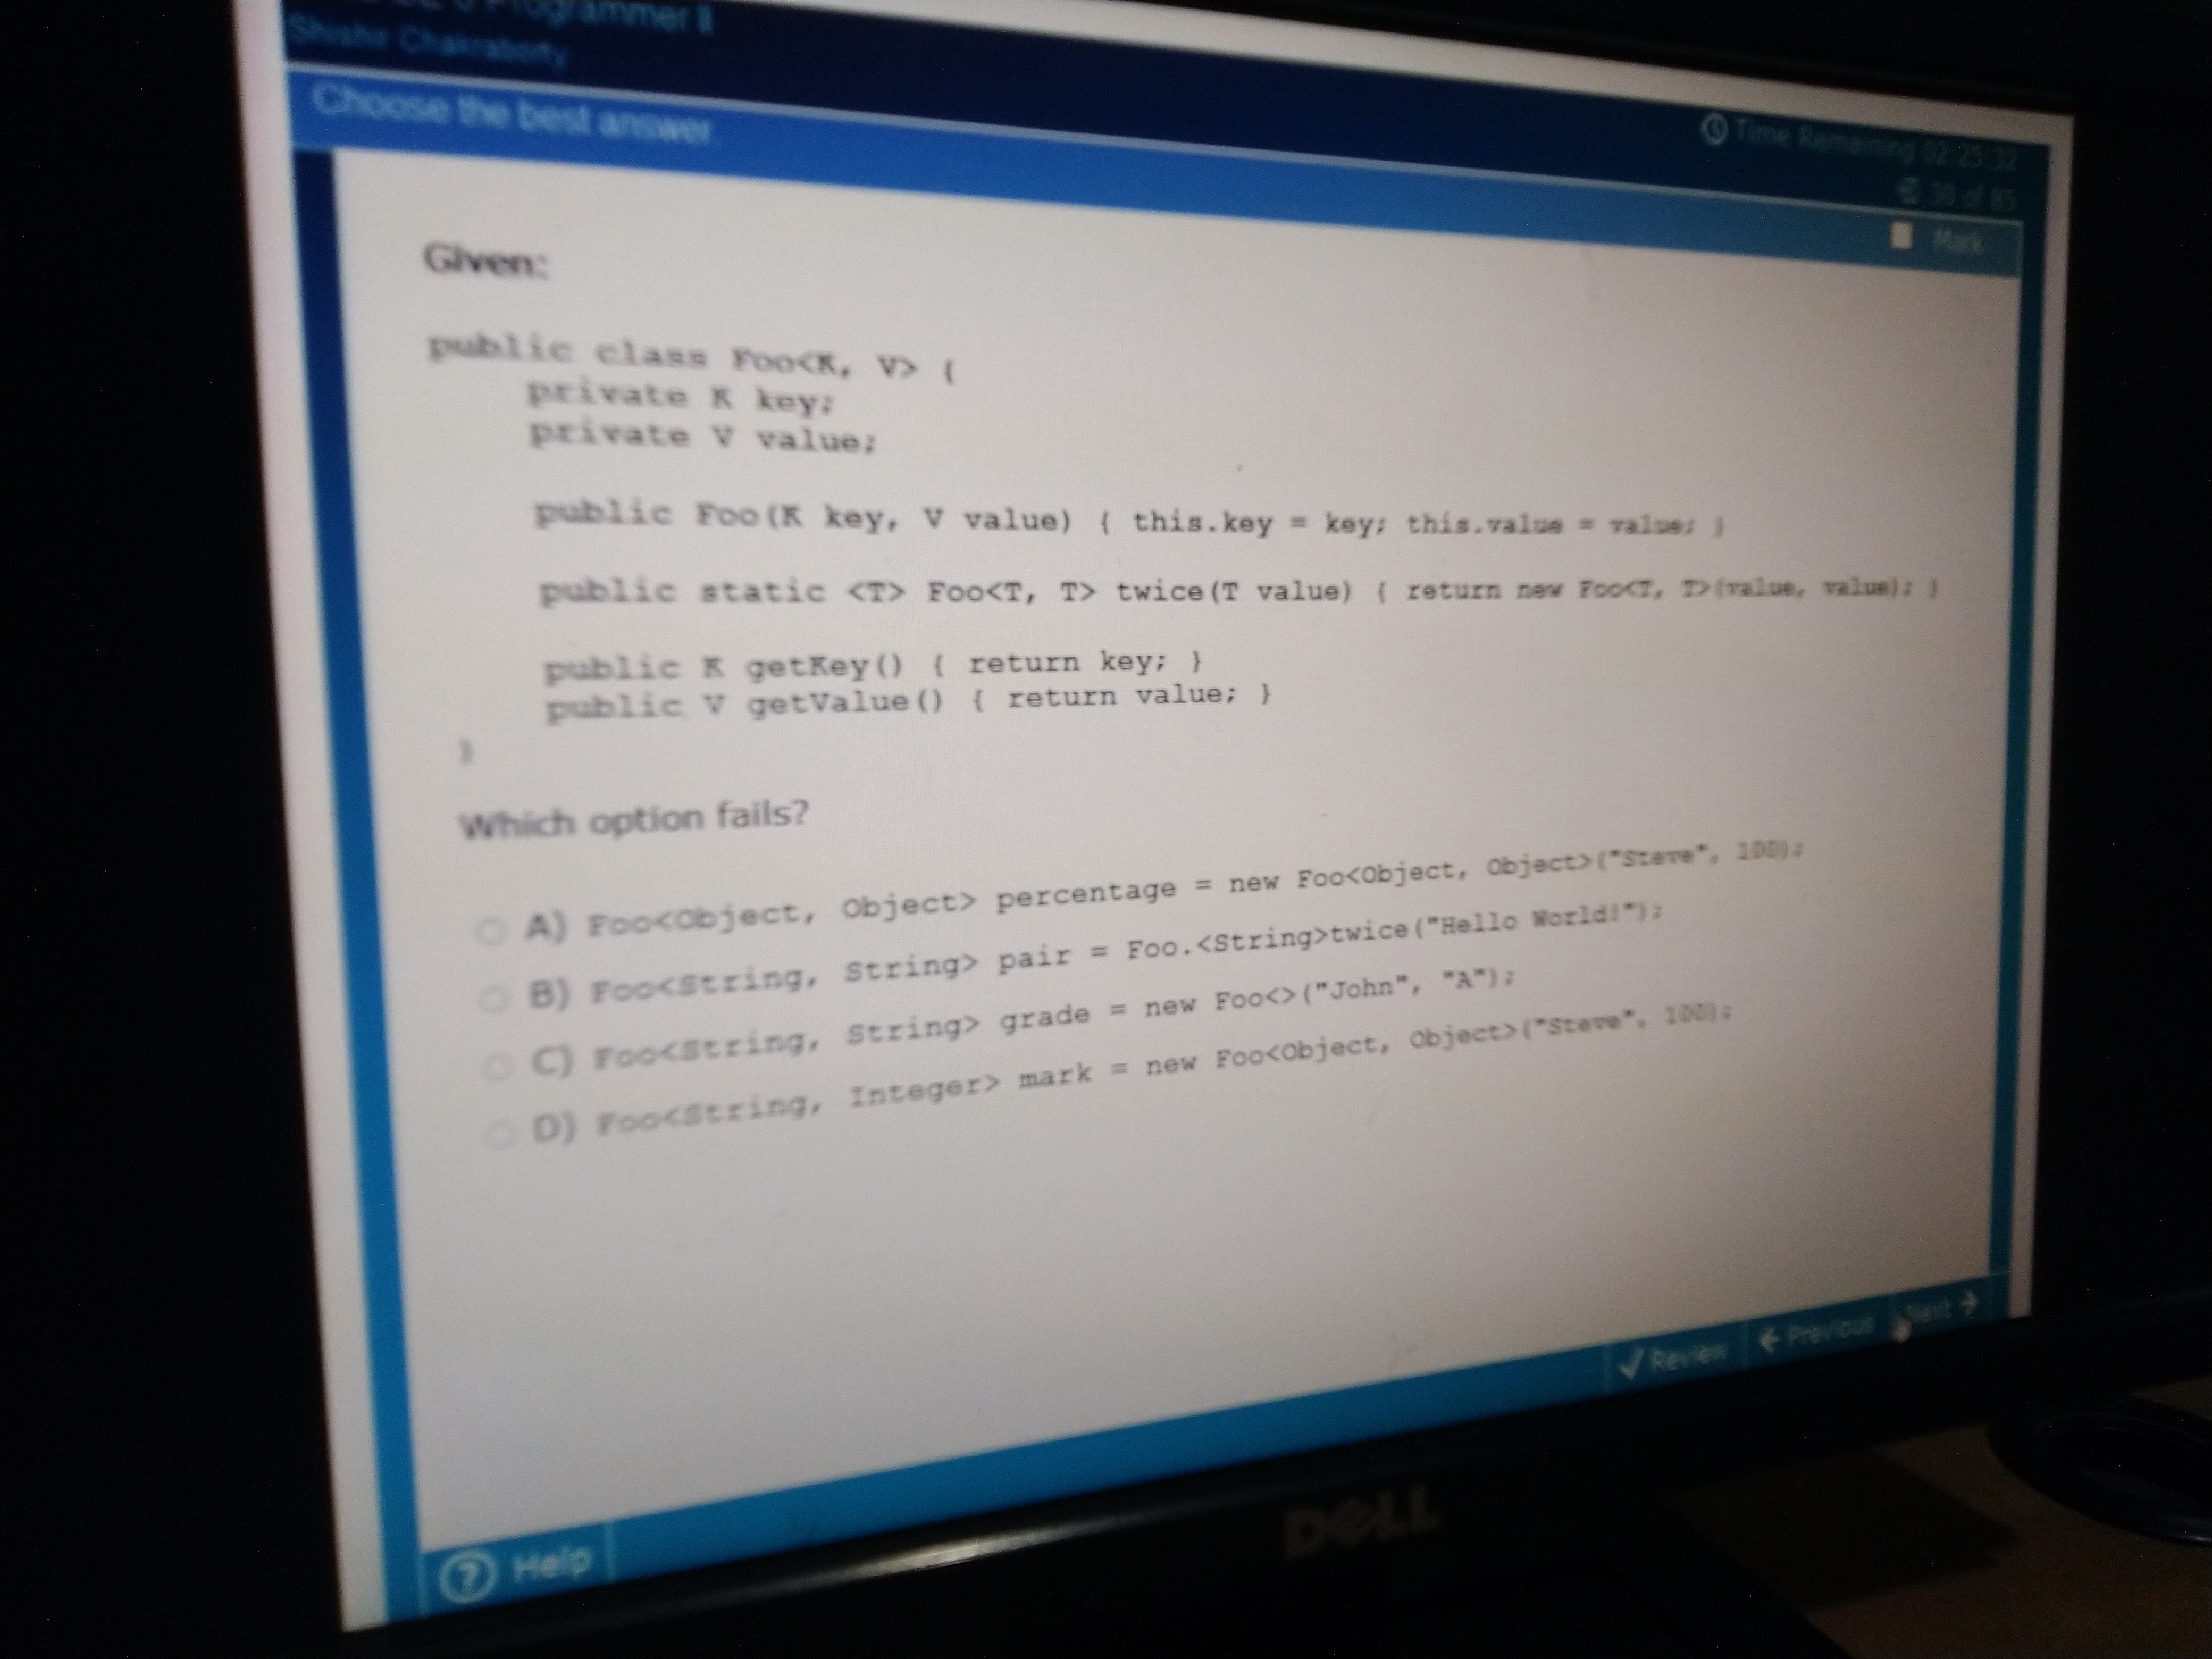 Programmer II
Shishir Chakraborty
Time Remaining 02:25:32
Choose the best answer.
30 of 85
Mark
Given:
public class Foo<K, V> {
private K key;
private V value;
public Foo(K key, V value) { this.key = key; this.value = value; }
public static <T> Foo<T, T> twice(T value) { return new Foo<T, T>(value, value); }
public K getKey() { return key; }
public V getValue() { return value; }
}
Which option fails?
A) Foo<Object, Object> percentage = new Foo<Object, Object>("Steve", 100);
B) Foo<String, String> pair = Foo.<String>twice("Hello World!");
C) Foo<String, String> grade = new Foo<>("John", "A");
D) Foo<String, Integer> mark = new Foo<Object, Object>("Steve", 100);
Review
Previous
Next
Help
DELL